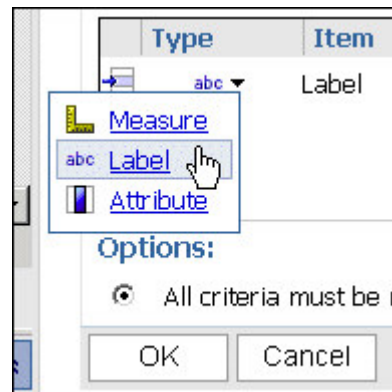 Type Item
abc Label
Measure
abc Label
Attribute
Options:
All criteria must be
OK Cancel